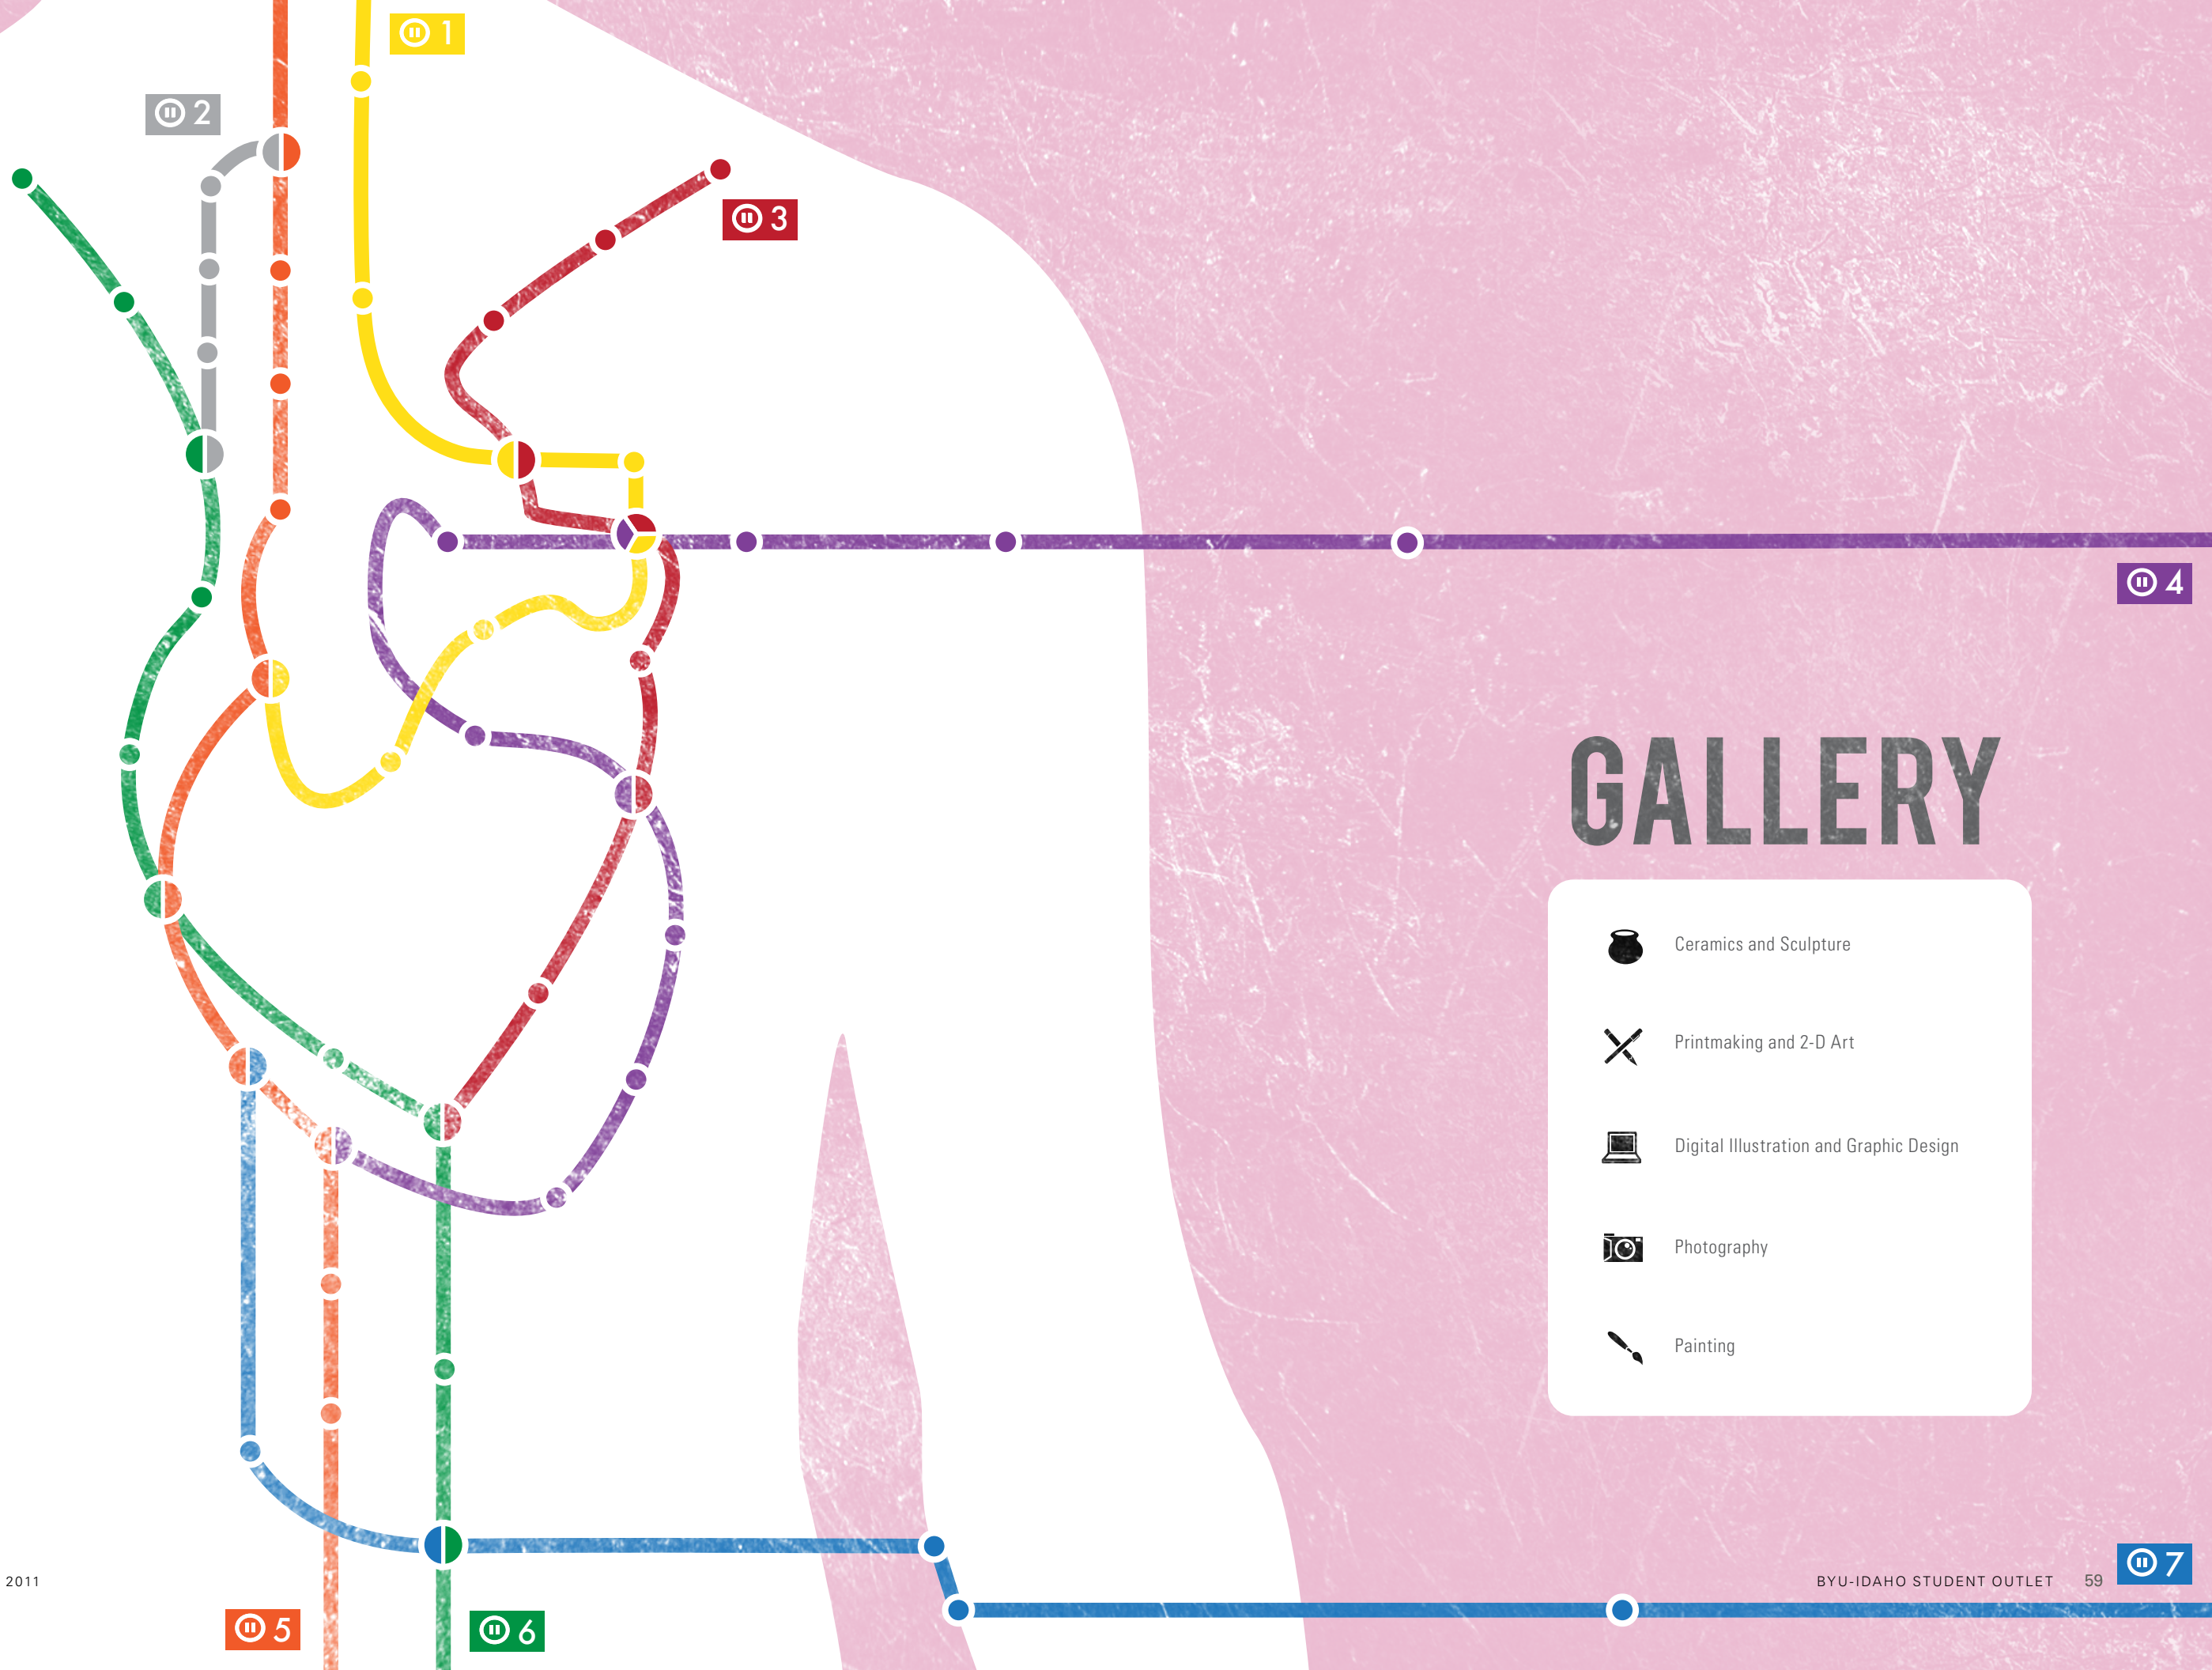 1
2
3
4
GALLERY
Ceramics and Sculpture
Printmaking and 2-D Art
Digital Illustration and Graphic Design
Photography
Painting
7
2011
BYU-IDAHO STUDENT OUTLET 59
5
6